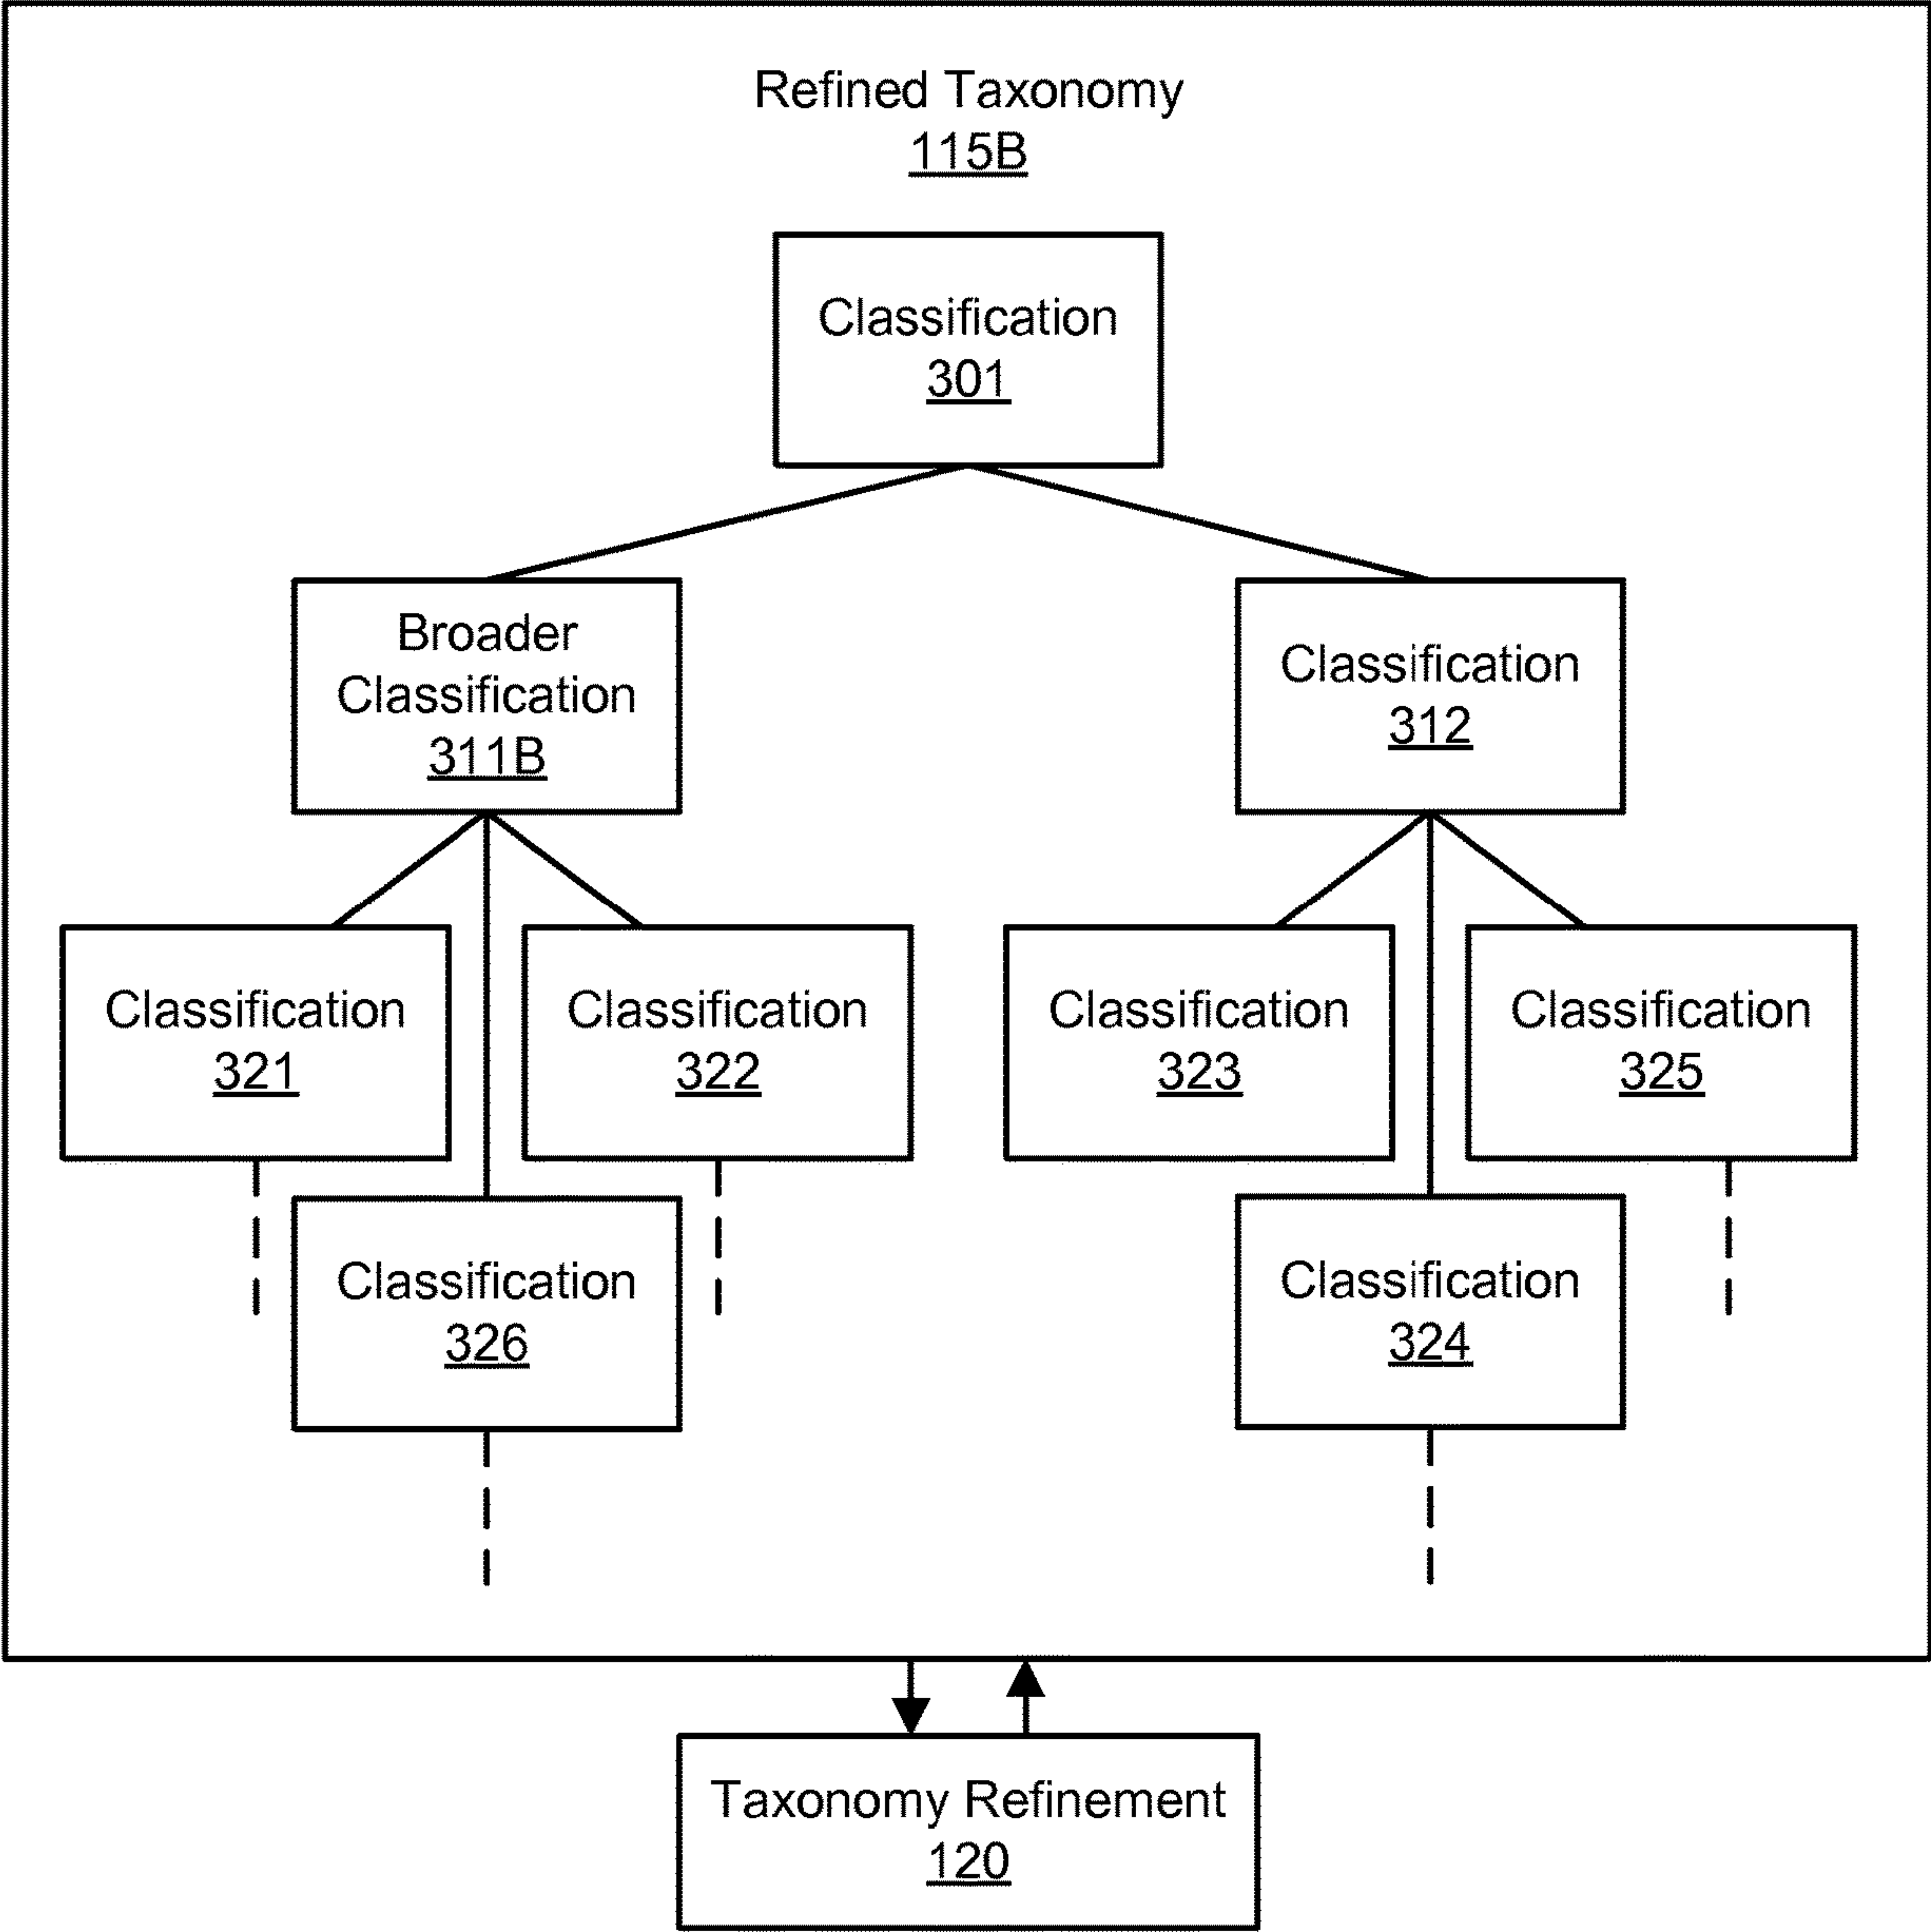 Refined Taxonomy
115B
Classification
301
Broader
Classification
311B
Classification
312
Classification
321
Classification
322
Classification
323
Classification
325
Classification
326
Classification
324
Taxonomy Refinement
120